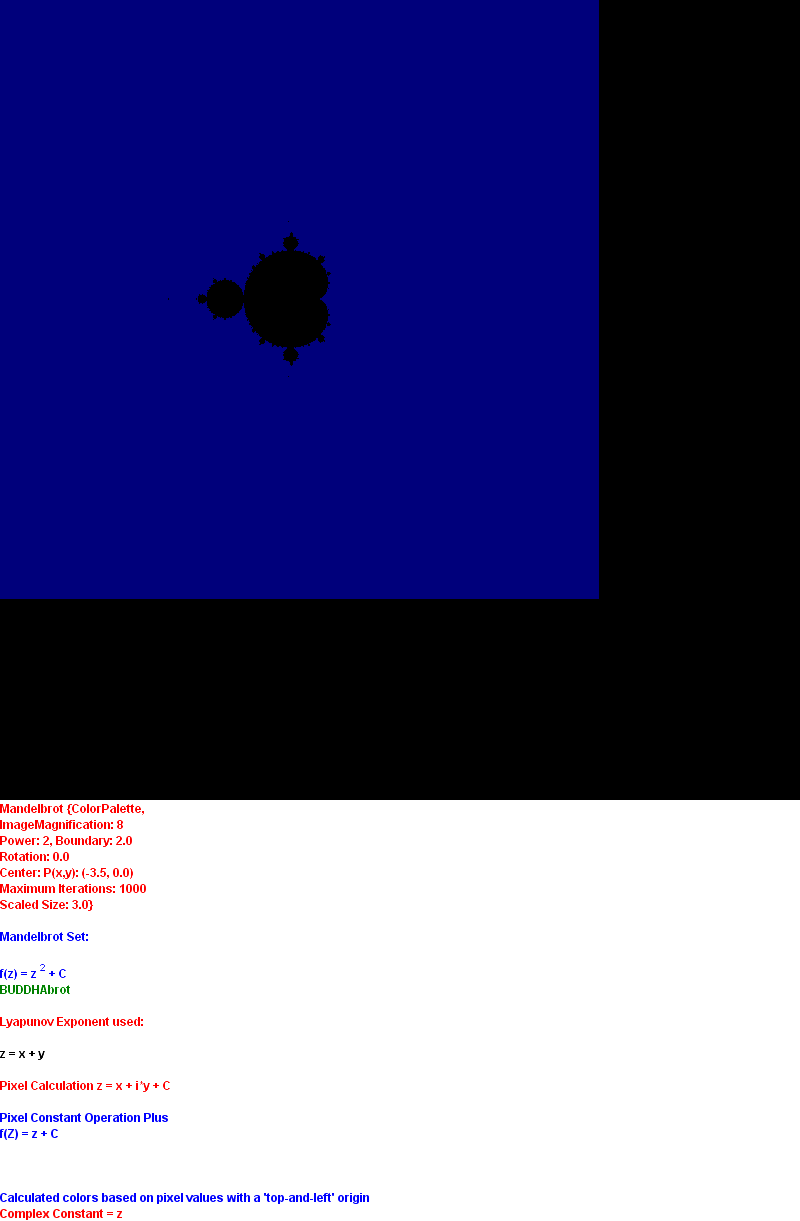 Mandelbrot {ColorPalette,
ImageMagnification: 8
Power: 2, Boundary: 2.0
Rotation: 0.0
Center: P(x,y): (-3.5, 0.0)
Maximum Iterations: 1000
Scaled Size: 3.0}
Mandelbrot Set:
f(z) = z 2 + C
BUDDHAbrot
Lyapunov Exponent used:
z = x + y
Pixel Calculation z = x + i*y + C
Pixel Constant Operation Plus
f(Z) = z + C
Calculated colors based on pixel values with a 'top-and-left' origin
Complex Constant = z